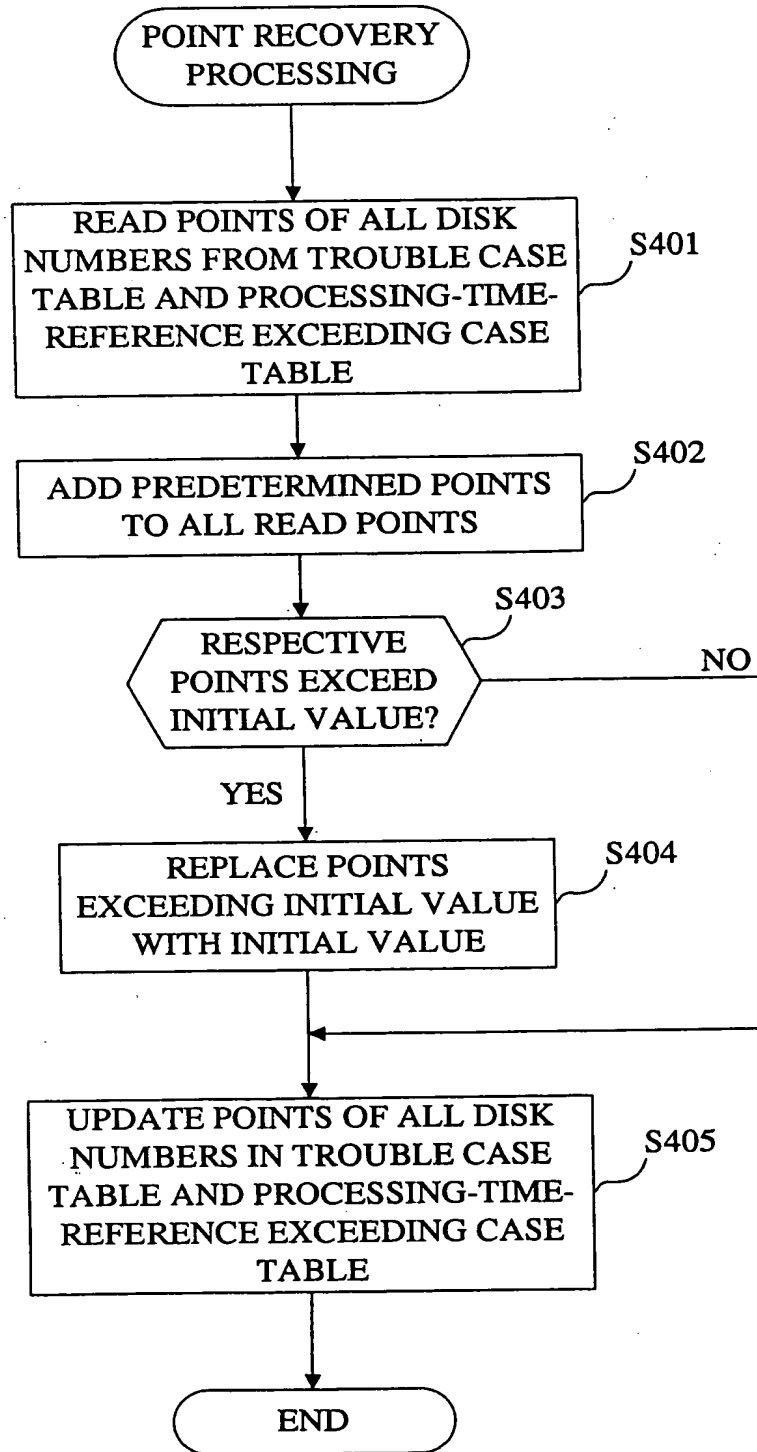 POINT RECOVERY
PROCESSING
READ POINTS OF ALL DISK
NUMBERS FROM TROUBLE CASE
TABLE AND PROCESSING-TIME-
REFERENCE EXCEEDING CASE
TABLE
S401
ADD PREDETERMINED POINTS
TO ALL READ POINTS
S402
RESPECTIVE
POINTS EXCEED
INITIAL VALUE?
S403
NO
YES
REPLACE POINTS
EXCEEDING INITIAL VALUE
WITH INITIAL VALUE
S404
UPDATE POINTS OF ALL DISK
NUMBERS IN TROUBLE CASE
TABLE AND PROCESSING-TIME-
REFERENCE EXCEEDING CASE
TABLE
S405
END